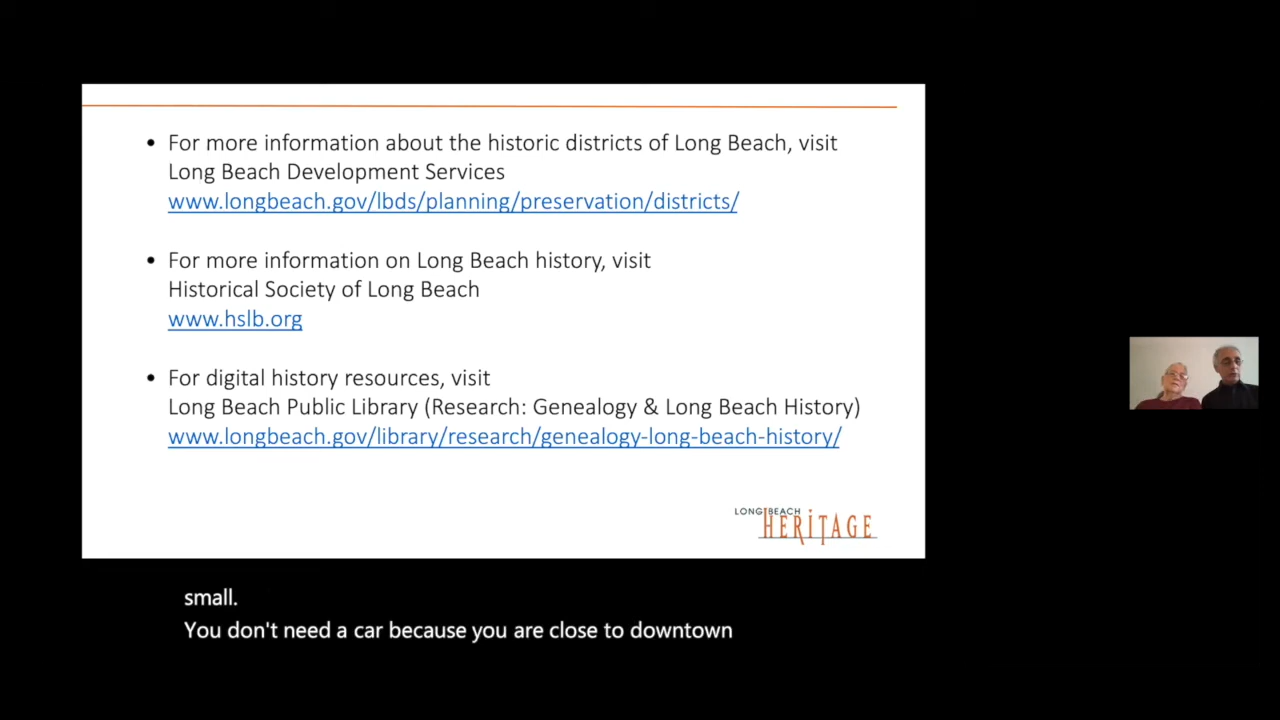 • For more information about the historic districts of Long Beach, visit
Long Beach Development Services
www.longbeach.gov/lbds/planning/preservation/districts/
• For more information on Long Beach history, visit
Historical Society of Long Beach
www.hslb.org
• For digital history resources, visit
Long Beach Public Library (Research: Genealogy & Long Beach History)
www.longbeach.gov/library/research/genealogy-long-beach-history/
LONG BEACH
HERITAGE
small.
You don't need a car because you are close to downtown